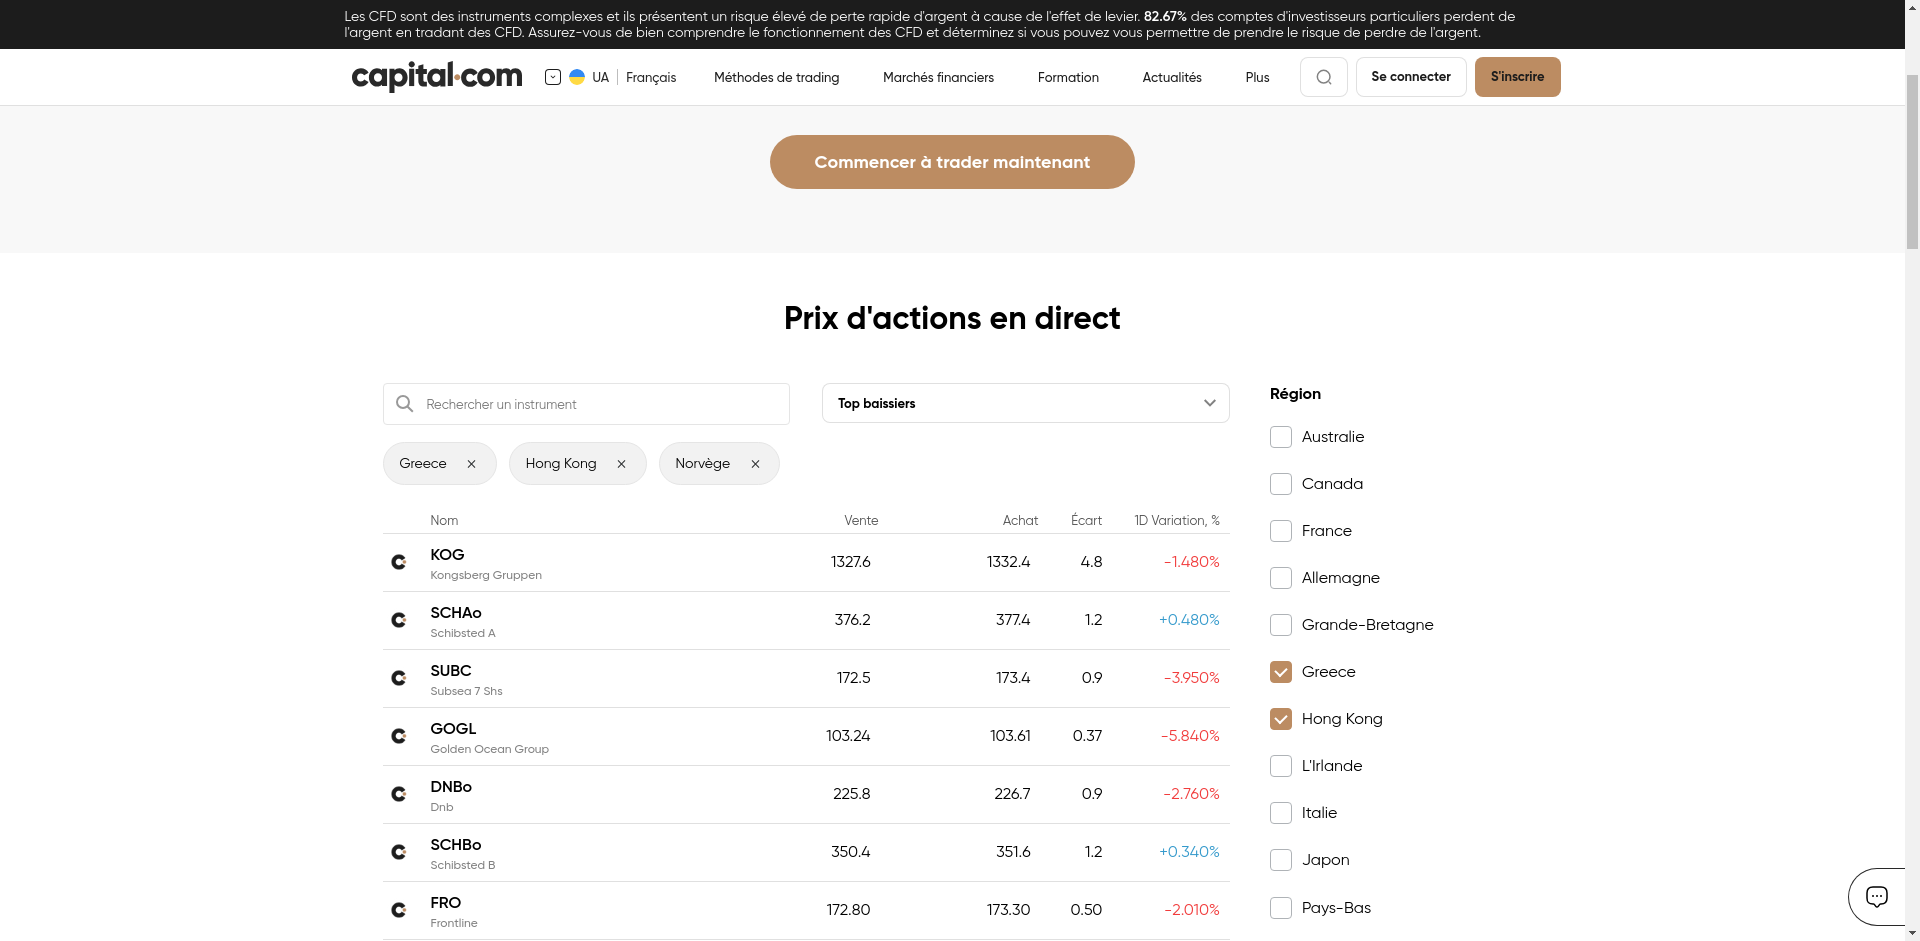 Les CFD sont des instruments complexes et ils présentent un risque élevé de perte rapide d'argent à cause de l'effet de levier. 82.67% des comptes d'investisseurs particuliers perdent de
l'argent en tradant des CFD. Assurez-vous de bien comprendre le fonctionnement des CFD et déterminez si vous pouvez vous permettre de prendre le risque de perdre de l'argent.
capital.com UA Français Méthodes de trading Marchés financiers Formation Actualités Plus Se connecter S'inscrire
Commencer à trader maintenant
Prix d'actions en direct
Rechercher un instrument
Top baissiers
Greece × Hong Kong × Norvège ×
Nom Vente Achat Écart 1D Variation, %
KOG 1327.6 1332.4 4.8 -1.480%
Kongsberg Gruppen
SCHAo 376.2 377.4 1.2 +0.480%
Schibsted A
SUBC 172.5 173.4 0.9 -3.950%
Subsea 7 Shs
GOGL 103.24 103.61 0.37 -5.840%
Golden Ocean Group
DNBo 225.8 226.7 0.9 -2.760%
Dnb
SCHBo 350.4 351.6 1.2 +0.340%
Schibsted B
FRO 172.80 173.30 0.50 -2.010%
Frontline
Région
Australie
Canada
France
Allemagne
Grande-Bretagne
Greece
Hong Kong
L'Irlande
Italie
Japon
Pays-Bas